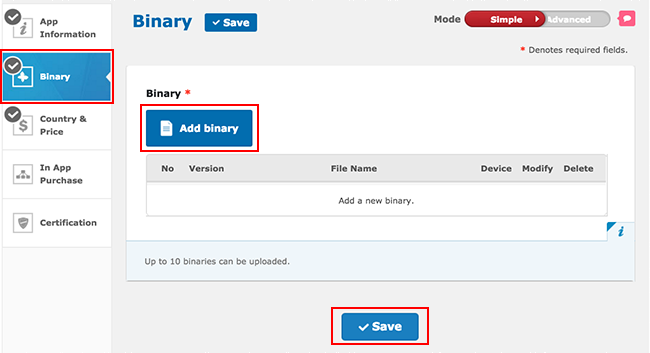 App
Information
Binary
Country &
Price
In App
Purchase
Certification
Binary
Save
Mode Simple Advanced
* Denotes required fields.
Binary *
Add binary
No Version File Name Device Modify Delete
Add a new binary.
i
Up to 10 binaries can be uploaded.
Save